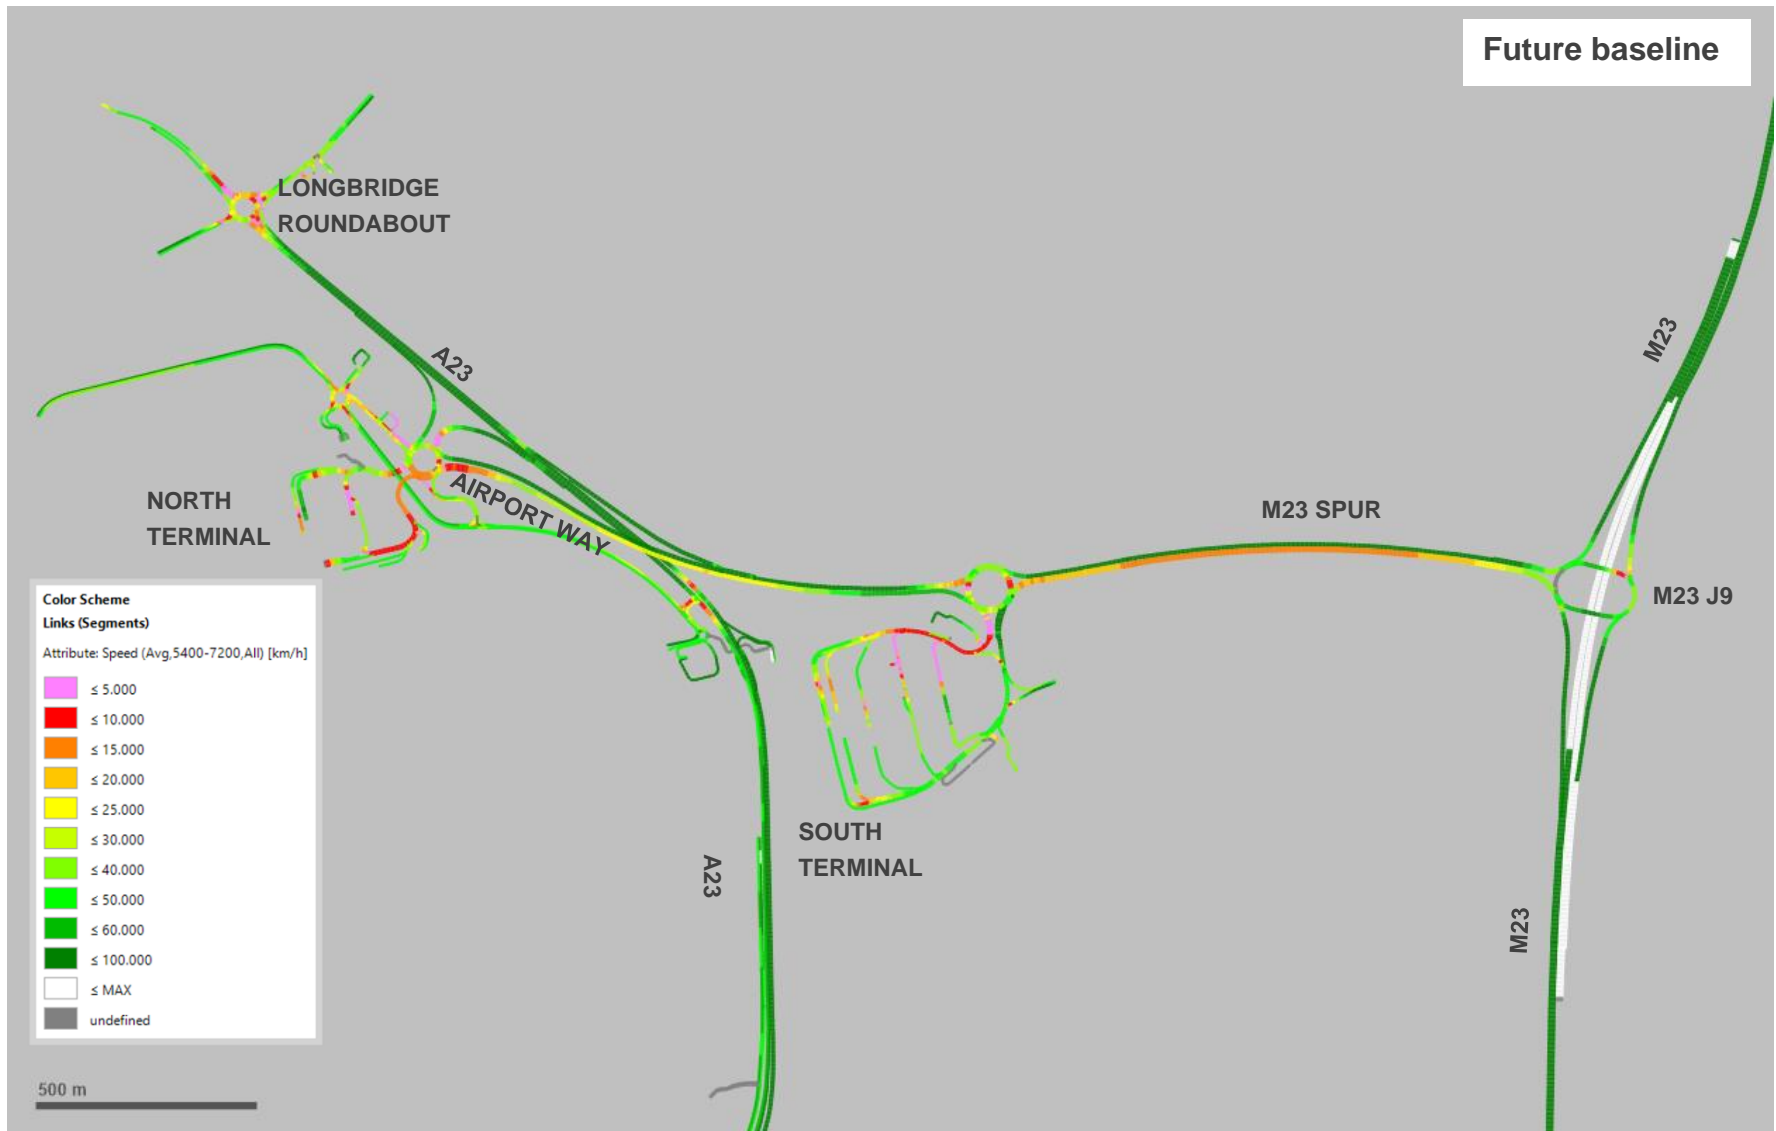 Future baseline
LONGBRIDGE
ROUNDABOUT
A23
M23
NORTH
TERMINAL
AIRPORT WAY
M23 SPUR
M23 J9
Color Scheme
Links (Segments)
Attribute: Speed (Avg,5400-7200,All) [km/h]
≤ 5.000
≤ 10.000
≤ 15.000
≤ 20.000
≤ 25.000
≤ 30.000
≤ 40.000
≤ 50.000
≤ 60.000
≤ 100.000
≤ MAX
undefined
SOUTH
TERMINAL
A23
M23
500 m